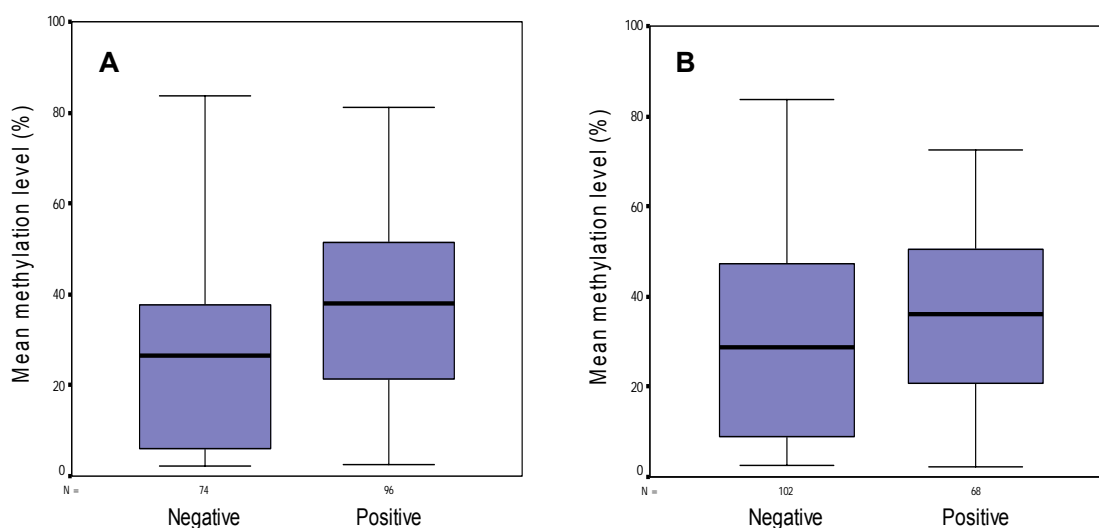 A
Mean methylation level (%)
100
80
60
40
20
0
N = 74 96
Negative Positive
B
Mean methylation level (%)
100
80
60
40
20
0
N = 102 68
Negative Positive